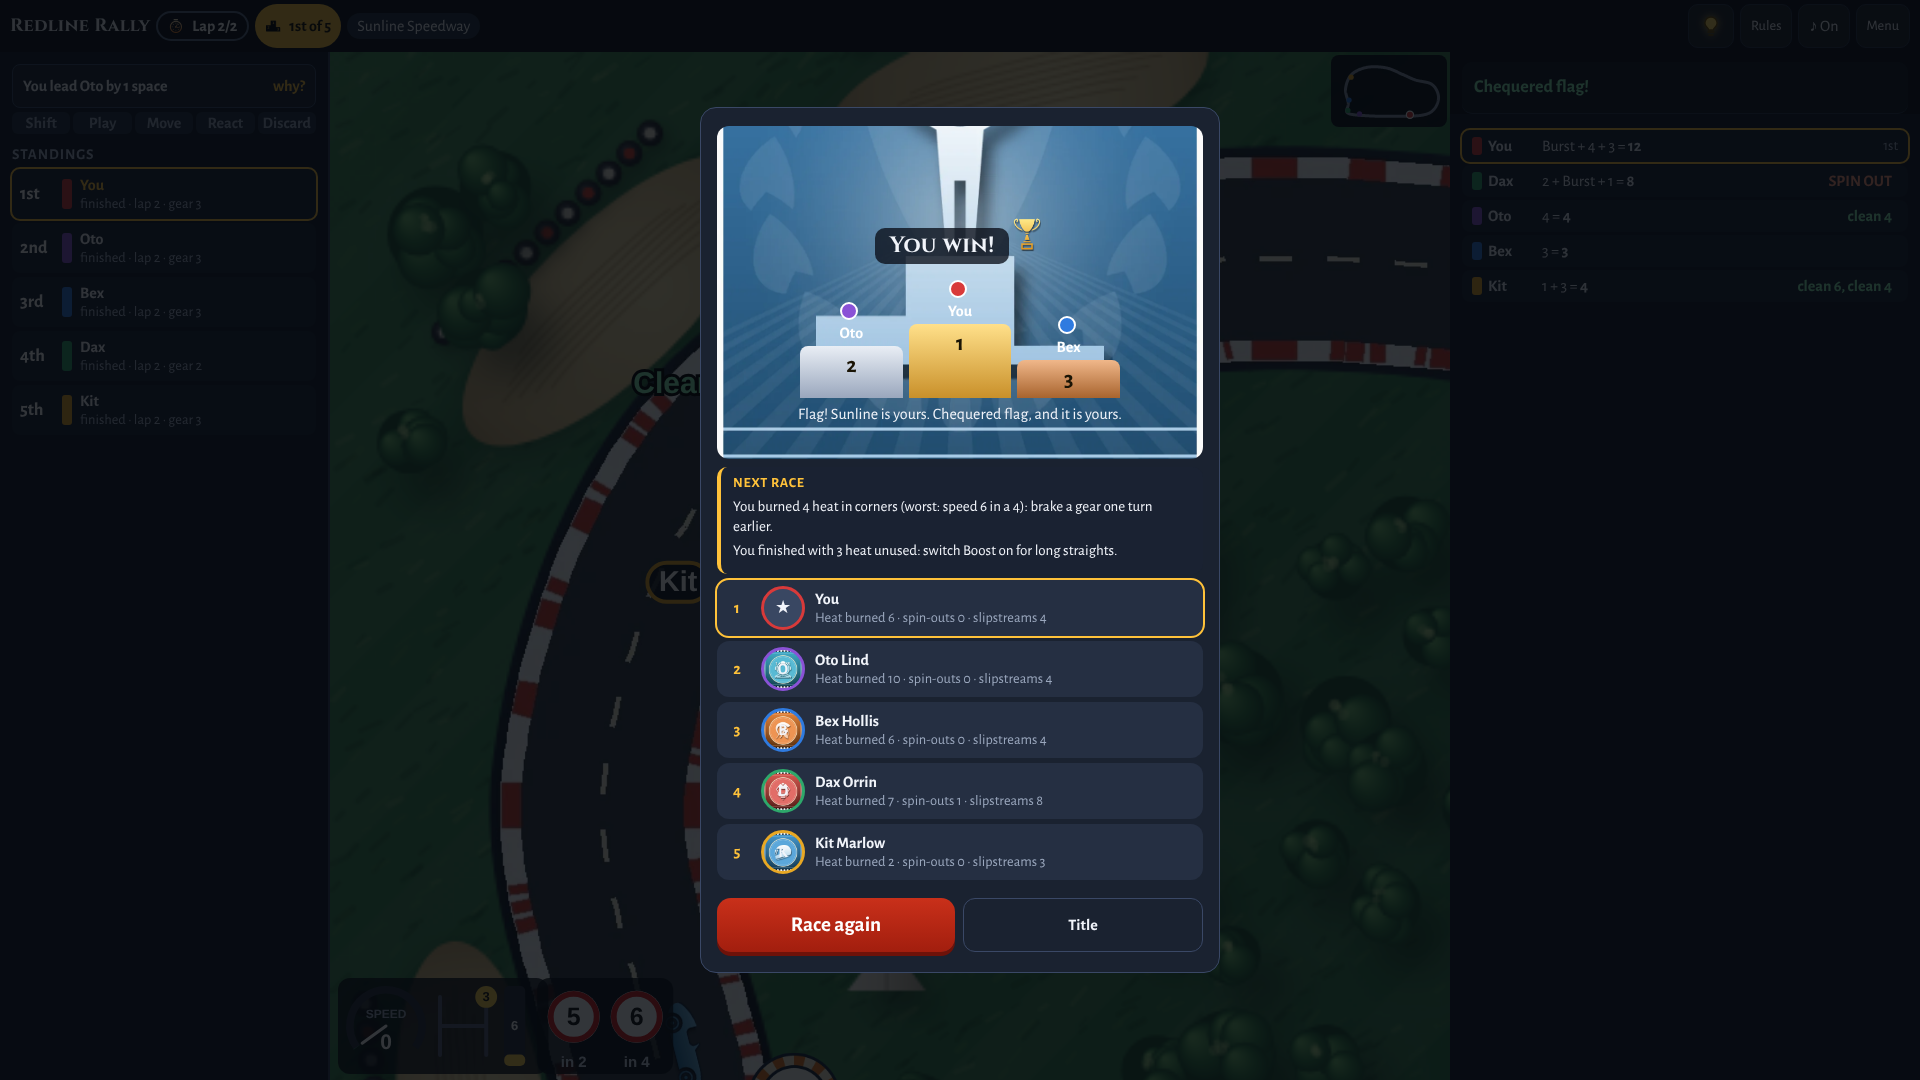 REDLINE RALLY
Lap 2/2
1st of 5
Sunline Speedway
Rules
♪ On
Menu
You lead Oto by 1 space
why?
Shift
Play
Move
React
Discard
STANDINGS
1st
You
finished · lap 2 · gear 3
2nd
Oto
finished · lap 2 · gear 3
3rd
Bex
finished · lap 2 · gear 3
4th
Dax
finished · lap 2 · gear 2
5th
Kit
finished · lap 2 · gear 3
Kit
SPEED
0
3
6
5
in 2
6
in 4
YOU WIN!
Oto
You
Bex
2
1
3
Flag! Sunline is yours. Chequered flag, and it is yours.
NEXT RACE
You burned 4 heat in corners (worst: speed 6 in a 4): brake a gear one turn
earlier.
You finished with 3 heat unused: switch Boost on for long straights.
1
You
Heat burned 6 · spin-outs 0 · slipstreams 4
2
Oto Lind
Heat burned 10 · spin-outs 0 · slipstreams 4
3
Bex Hollis
Heat burned 6 · spin-outs 0 · slipstreams 4
4
Dax Orrin
Heat burned 7 · spin-outs 1 · slipstreams 8
5
Kit Marlow
Heat burned 2 · spin-outs 0 · slipstreams 3
Race again
Title
Chequered flag!
You Burst + 4 + 3 = 12 1st
Dax 2 + Burst + 1 = 8 SPIN OUT
Oto 4 = 4 clean 4
Bex 3 = 3
Kit 1 + 3 = 4 clean 6, clean 4